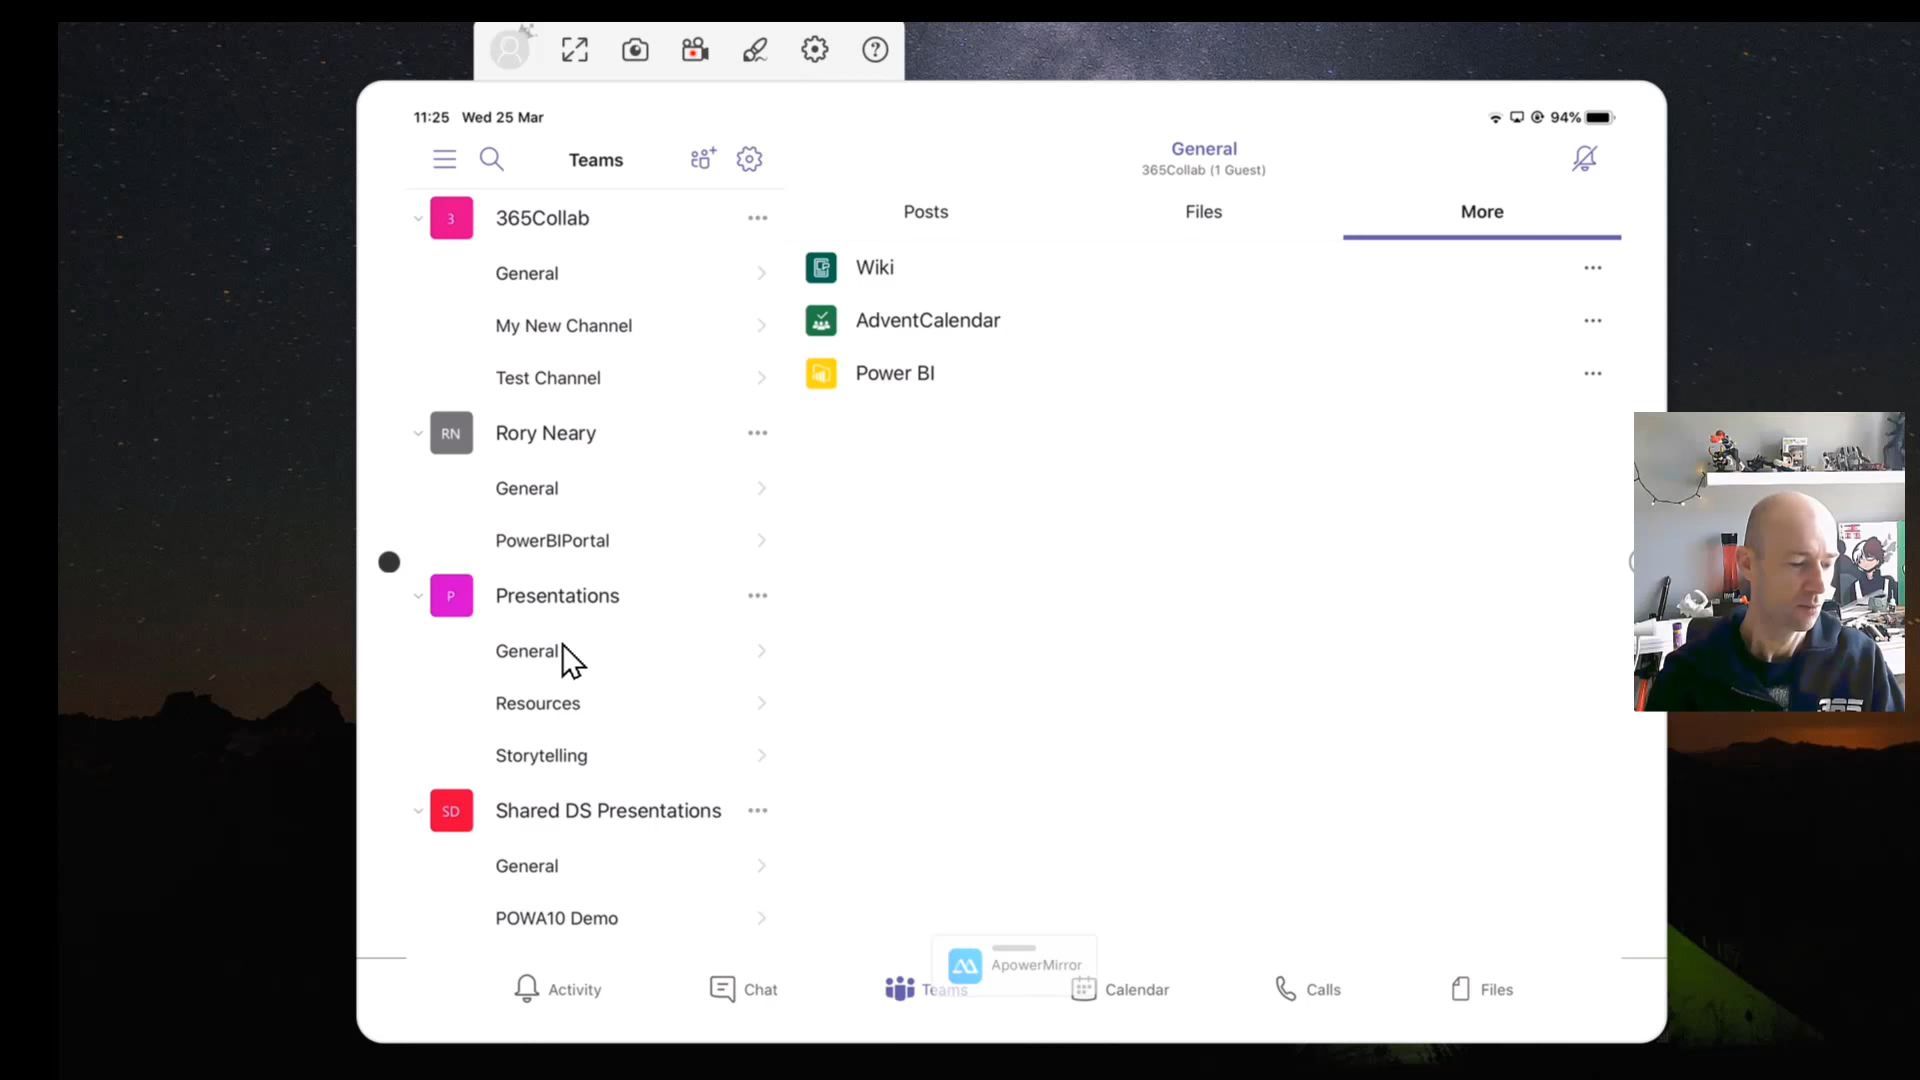 11:25 Wed 25 Mar
94%
Teams
General
365Collab (1 Guest)
Posts
Files
More
3
365Collab
General
My New Channel
Test Channel
RN
Rory Neary
General
PowerBIPortal
P
Presentations
General
Resources
Storytelling
SD
Shared DS Presentations
General
POWA10 Demo
Wiki
AdventCalendar
Power BI
ApowerMirror
Activity
Chat
Teams
Calendar
Calls
Files